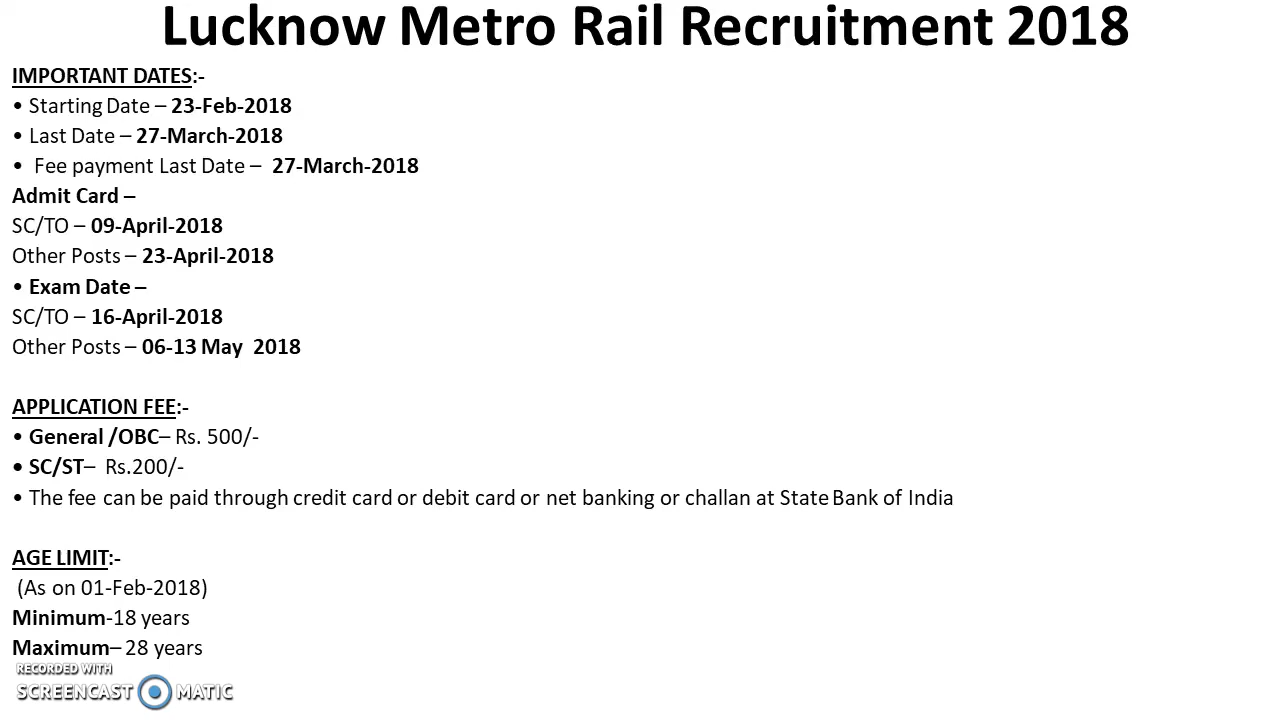 Lucknow Metro Rail Recruitment 2018
IMPORTANT DATES:-
• Starting Date – 23-Feb-2018
• Last Date – 27-March-2018
• Fee payment Last Date – 27-March-2018
Admit Card –
SC/TO – 09-April-2018
Other Posts – 23-April-2018
• Exam Date –
SC/TO – 16-April-2018
Other Posts – 06-13 May 2018
APPLICATION FEE:-
• General /OBC– Rs. 500/-
• SC/ST– Rs.200/-
• The fee can be paid through credit card or debit card or net banking or challan at State Bank of India
AGE LIMIT:-
(As on 01-Feb-2018)
Minimum-18 years
Maximum– 28 years
RECORDED WITH
SCREENCAST MATIC